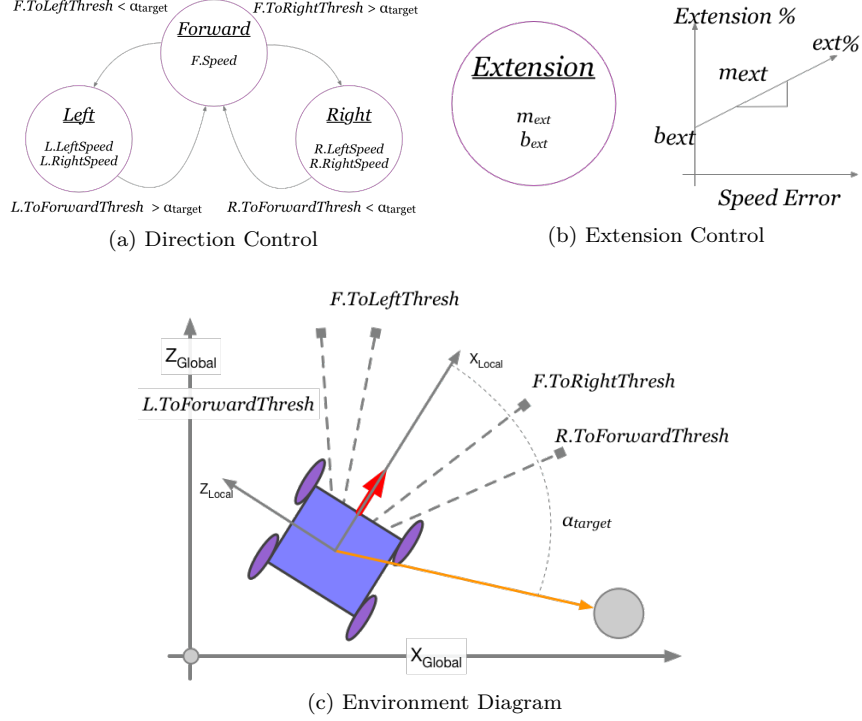 F.ToLeftThresh < αtarget
F.ToRightThresh > αtarget
Forward
F.Speed
Left
L.LeftSpeed
L.RightSpeed
Right
R.LeftSpeed
R.RightSpeed
L.ToForwardThresh > αtarget
R.ToForwardThresh < αtarget
(a) Direction Control
Extension
mext
bext
Extension %
ext%
mext
bext
Speed Error
(b) Extension Control
F.ToLeftThresh
ZGlobal
XLocal
L.ToForwardThresh
F.ToRightThresh
R.ToForwardThresh
ZLocal
αtarget
XGlobal
(c) Environment Diagram